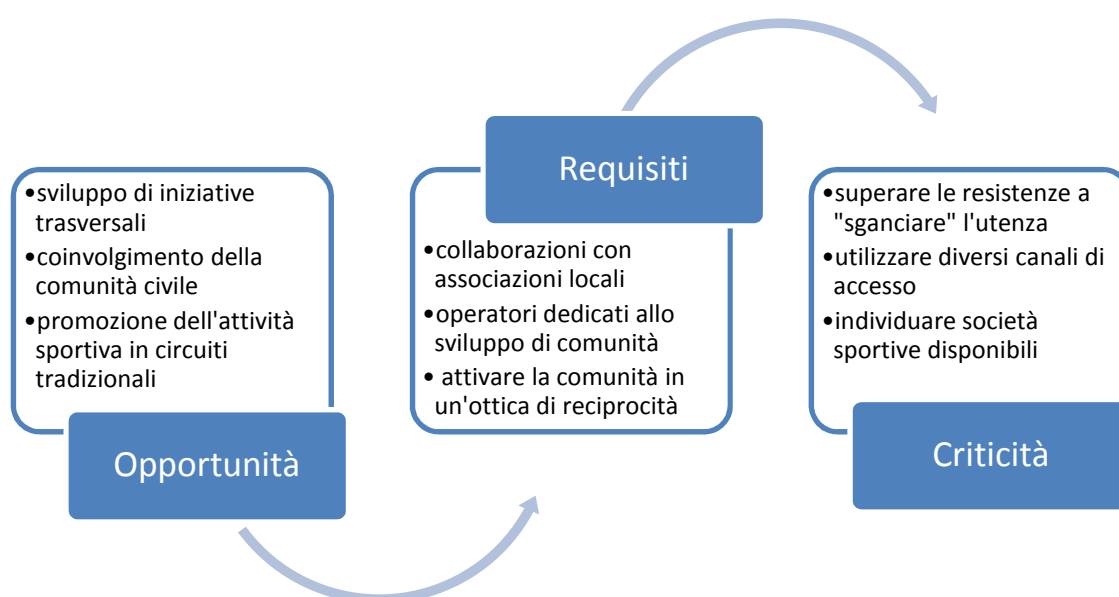 •sviluppo di iniziative
trasversali
•coinvolgimento della
comunità civile
•promozione dell'attività
sportiva in circuiti
tradizionali
Opportunità
Requisiti
•collaborazioni con
associazioni locali
•operatori dedicati allo
sviluppo di comunità
• attivare la comunità in
un'ottica di reciprocità
•superare le resistenze a
"sganciare" l'utenza
•utilizzare diversi canali di
accesso
•individuare società
sportive disponibili
Criticità